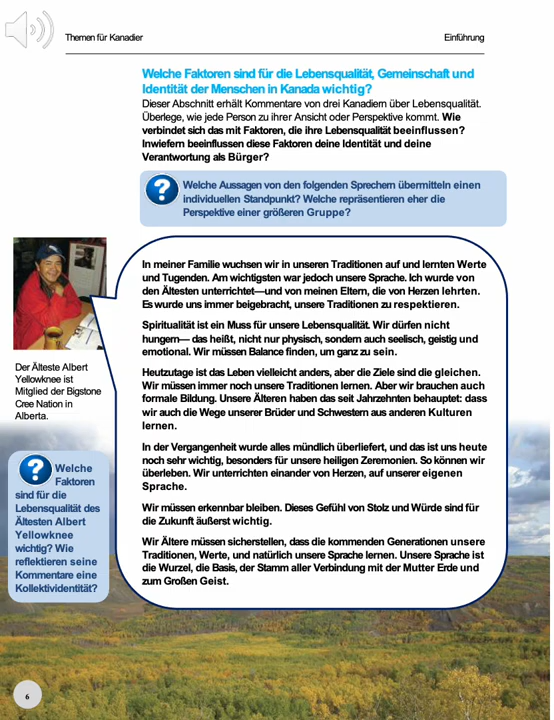 Themen für Kanadier
Einführung
Welche Faktoren sind für die Lebensqualität, Gemeinschaft und
Identität der Menschen in Kanada wichtig?
Dieser Abschnitt erhält Kommentare von drei Kanadiern über Lebensqualität.
Überlege, wie jede Person zu ihrer Ansicht oder Perspektive kommt. Wie
verbindet sich das mit Faktoren, die ihre Lebensqualität beeinflussen?
Inwiefern beeinflussen diese Faktoren deine Identität und deine
Verantwortung als Bürger?
?
Welche Aussagen von den folgenden Sprechern übermitteln einen
individuellen Standpunkt? Welche repräsentieren eher die
Perspektive einer größeren Gruppe?
In meiner Familie wuchsen wir in unseren Traditionen auf und lernten Werte
und Tugenden. Am wichtigsten war jedoch unsere Sprache. Ich wurde von
den Ältesten unterrichtet—und von meinen Eltern, die von Herzen lehrten.
Es wurde uns immer beigebracht, unsere Traditionen zu respektieren.
Spiritualität ist ein Muss für unsere Lebensqualität. Wir dürfen nicht
hungern— das heißt, nicht nur physisch, sondern auch seelisch, geistig und
emotional. Wir müssen Balance finden, um ganz zu sein.
Heutzutage ist das Leben vielleicht anders, aber die Ziele sind die gleichen.
Wir müssen immer noch unsere Traditionen lernen. Aber wir brauchen auch
formale Bildung. Unsere Älteren haben das seit Jahrzehnten behauptet: dass
wir auch die Wege unserer Brüder und Schwestern aus anderen Kulturen
lernen.
In der Vergangenheit wurde alles mündlich überliefert, und das ist uns heute
noch sehr wichtig, besonders für unsere heiligen Zeremonien. So können wir
überleben. Wir unterrichten einander von Herzen, auf unserer eigenen
Sprache.
Wir müssen erkennbar bleiben. Dieses Gefühl von Stolz und Würde sind für
die Zukunft äußerst wichtig.
Wir Ältere müssen sicherstellen, dass die kommenden Generationen unsere
Traditionen, Werte, und natürlich unsere Sprache lernen. Unsere Sprache ist
die Wurzel, die Basis, der Stamm aller Verbindung mit der Mutter Erde und
zum Großen Geist.
Der Älteste Albert
Yellowknee ist
Mitglied der Bigstone
Cree Nation in
Alberta.
?
Welche
Faktoren
sind für die
Lebensqualität des
Ältesten Albert
Yellowknee
wichtig? Wie
reflektieren seine
Kommentare eine
Kollektividentität?
6